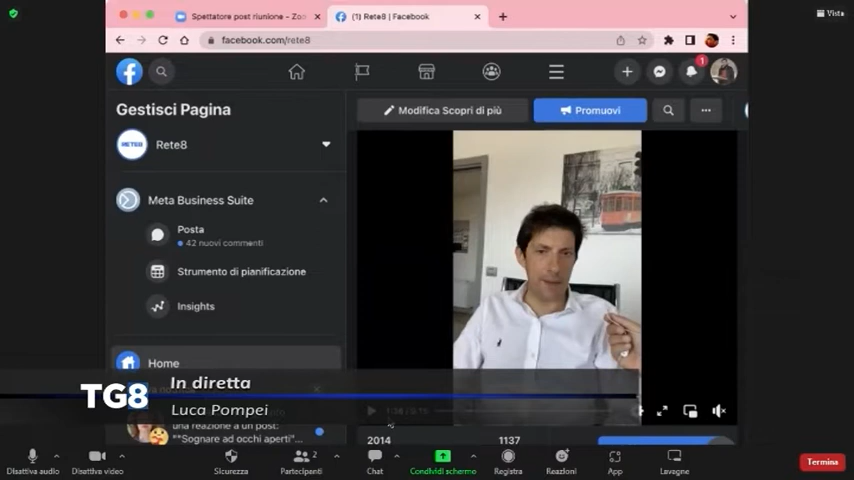 Spettatore post riunione - Zo
(1) Rete8 | Facebook
Vista
facebook.com/rete8
1
Gestisci Pagina
Modifica Scopri di più
Promuovi
RETE8
Rete8
Meta Business Suite
Posta
42 nuovi commenti
Strumento di pianificazione
Insights
Home
TG8
In diretta
Luca Pompei
una reazione a un post:
"Sognare ad occhi aperti"...
2014
1137
2
Disattiva audio
Disattiva video
Sicurezza
Partecipanti
Chat
Condividi schermo
Registra
Reazioni
App
Lavagne
Termina